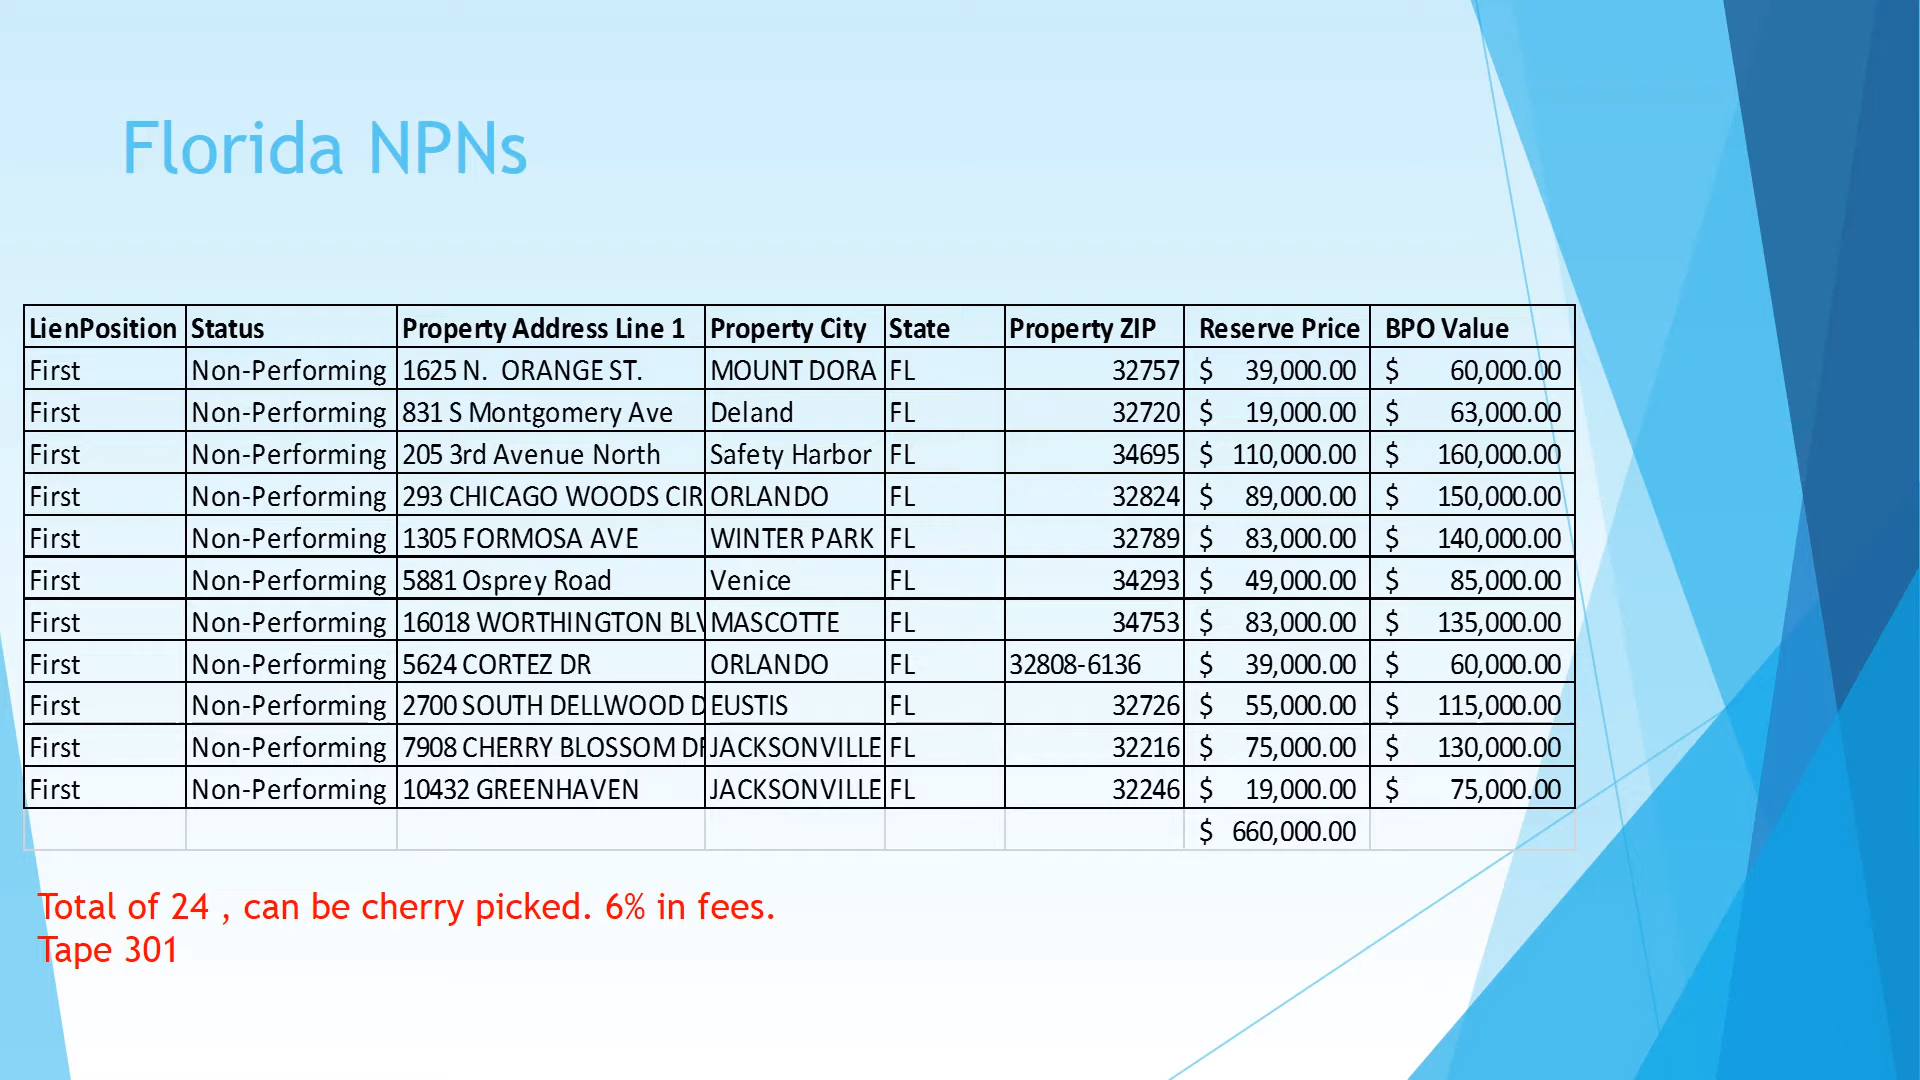 Florida NPNs
LienPosition Status Property Address Line 1 Property City State Property ZIP Reserve Price BPO Value
First Non-Performing 1625 N. ORANGE ST. MOUNT DORA FL 32757 $ 39,000.00 $ 60,000.00
First Non-Performing 831 S Montgomery Ave Deland FL 32720 $ 19,000.00 $ 63,000.00
First Non-Performing 205 3rd Avenue North Safety Harbor FL 34695 $ 110,000.00 $ 160,000.00
First Non-Performing 293 CHICAGO WOODS CIR ORLANDO FL 32824 $ 89,000.00 $ 150,000.00
First Non-Performing 1305 FORMOSA AVE WINTER PARK FL 32789 $ 83,000.00 $ 140,000.00
First Non-Performing 5881 Osprey Road Venice FL 34293 $ 49,000.00 $ 85,000.00
First Non-Performing 16018 WORTHINGTON BLV MASCOTTE FL 34753 $ 83,000.00 $ 135,000.00
First Non-Performing 5624 CORTEZ DR ORLANDO FL 32808-6136 $ 39,000.00 $ 60,000.00
First Non-Performing 2700 SOUTH DELLWOOD D EUSTIS FL 32726 $ 55,000.00 $ 115,000.00
First Non-Performing 7908 CHERRY BLOSSOM DR JACKSONVILLE FL 32216 $ 75,000.00 $ 130,000.00
First Non-Performing 10432 GREENHAVEN JACKSONVILLE FL 32246 $ 19,000.00 $ 75,000.00
$ 660,000.00
Total of 24 , can be cherry picked. 6% in fees.
Tape 301